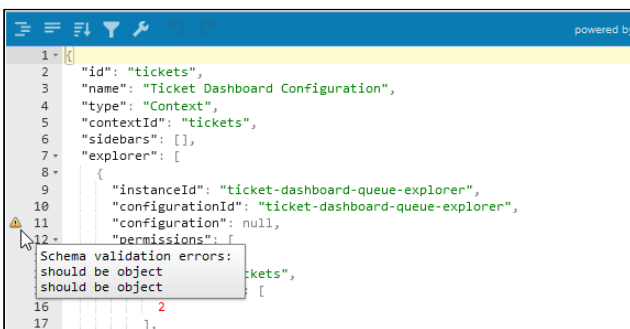 powered by
1 {
2 "id": "tickets",
3 "name": "Ticket Dashboard Configuration",
4 "type": "Context",
5 "contextId": "tickets",
6 "sidebars": [],
7 "explorer": [
8 {
9 "instanceId": "ticket-dashboard-queue-explorer",
10 "configurationId": "ticket-dashboard-queue-explorer",
11 "configuration": null,
12 "permissions": [
Schema validation errors:
should be object
kets",
should be object
[
16 2
17 ],